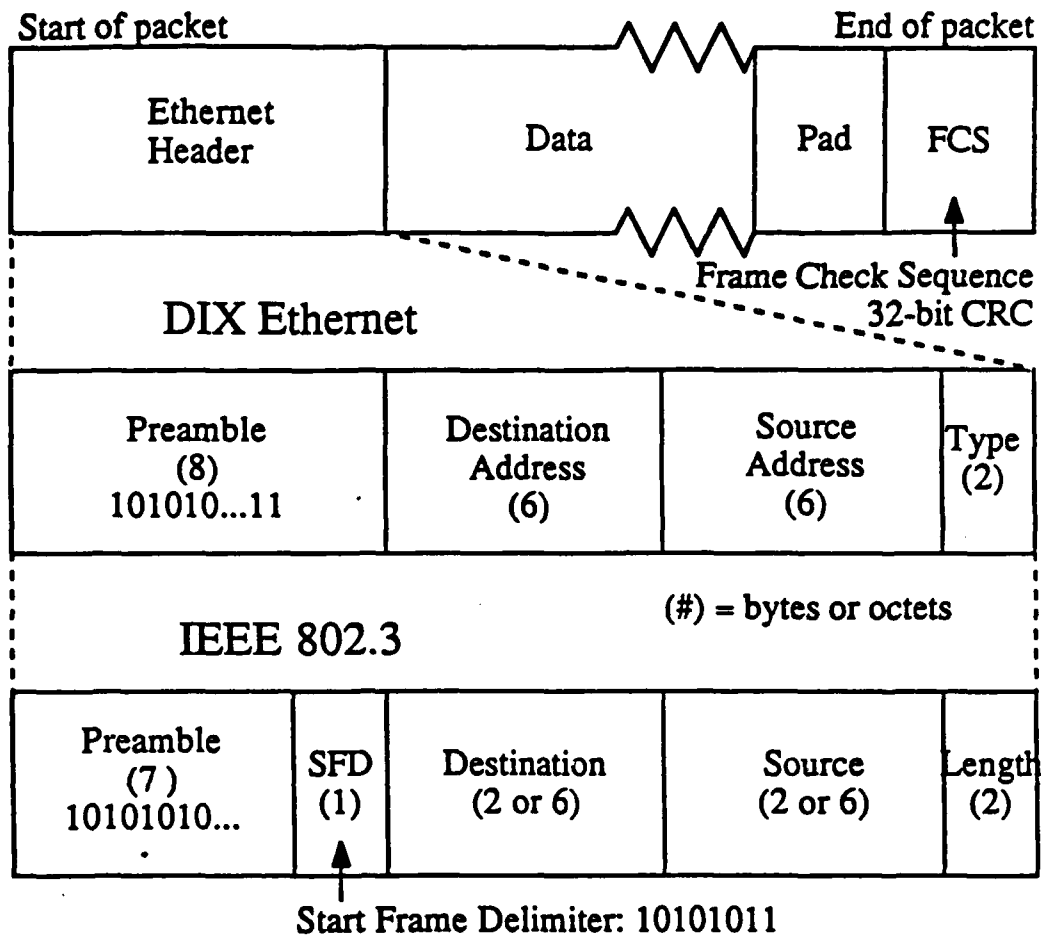 Start of packet
End of packet
Ethernet
Header
Data
Pad
FCS
Frame Check Sequence
32-bit CRC
DIX Ethernet
Preamble
(8)
101010...11
Destination
Address
(6)
Source
Address
(6)
Type
(2)
(#) = bytes or octets
IEEE 802.3
Preamble
(7 )
10101010...
SFD
(1)
Destination
(2 or 6)
Source
(2 or 6)
Length
(2)
Start Frame Delimiter: 10101011